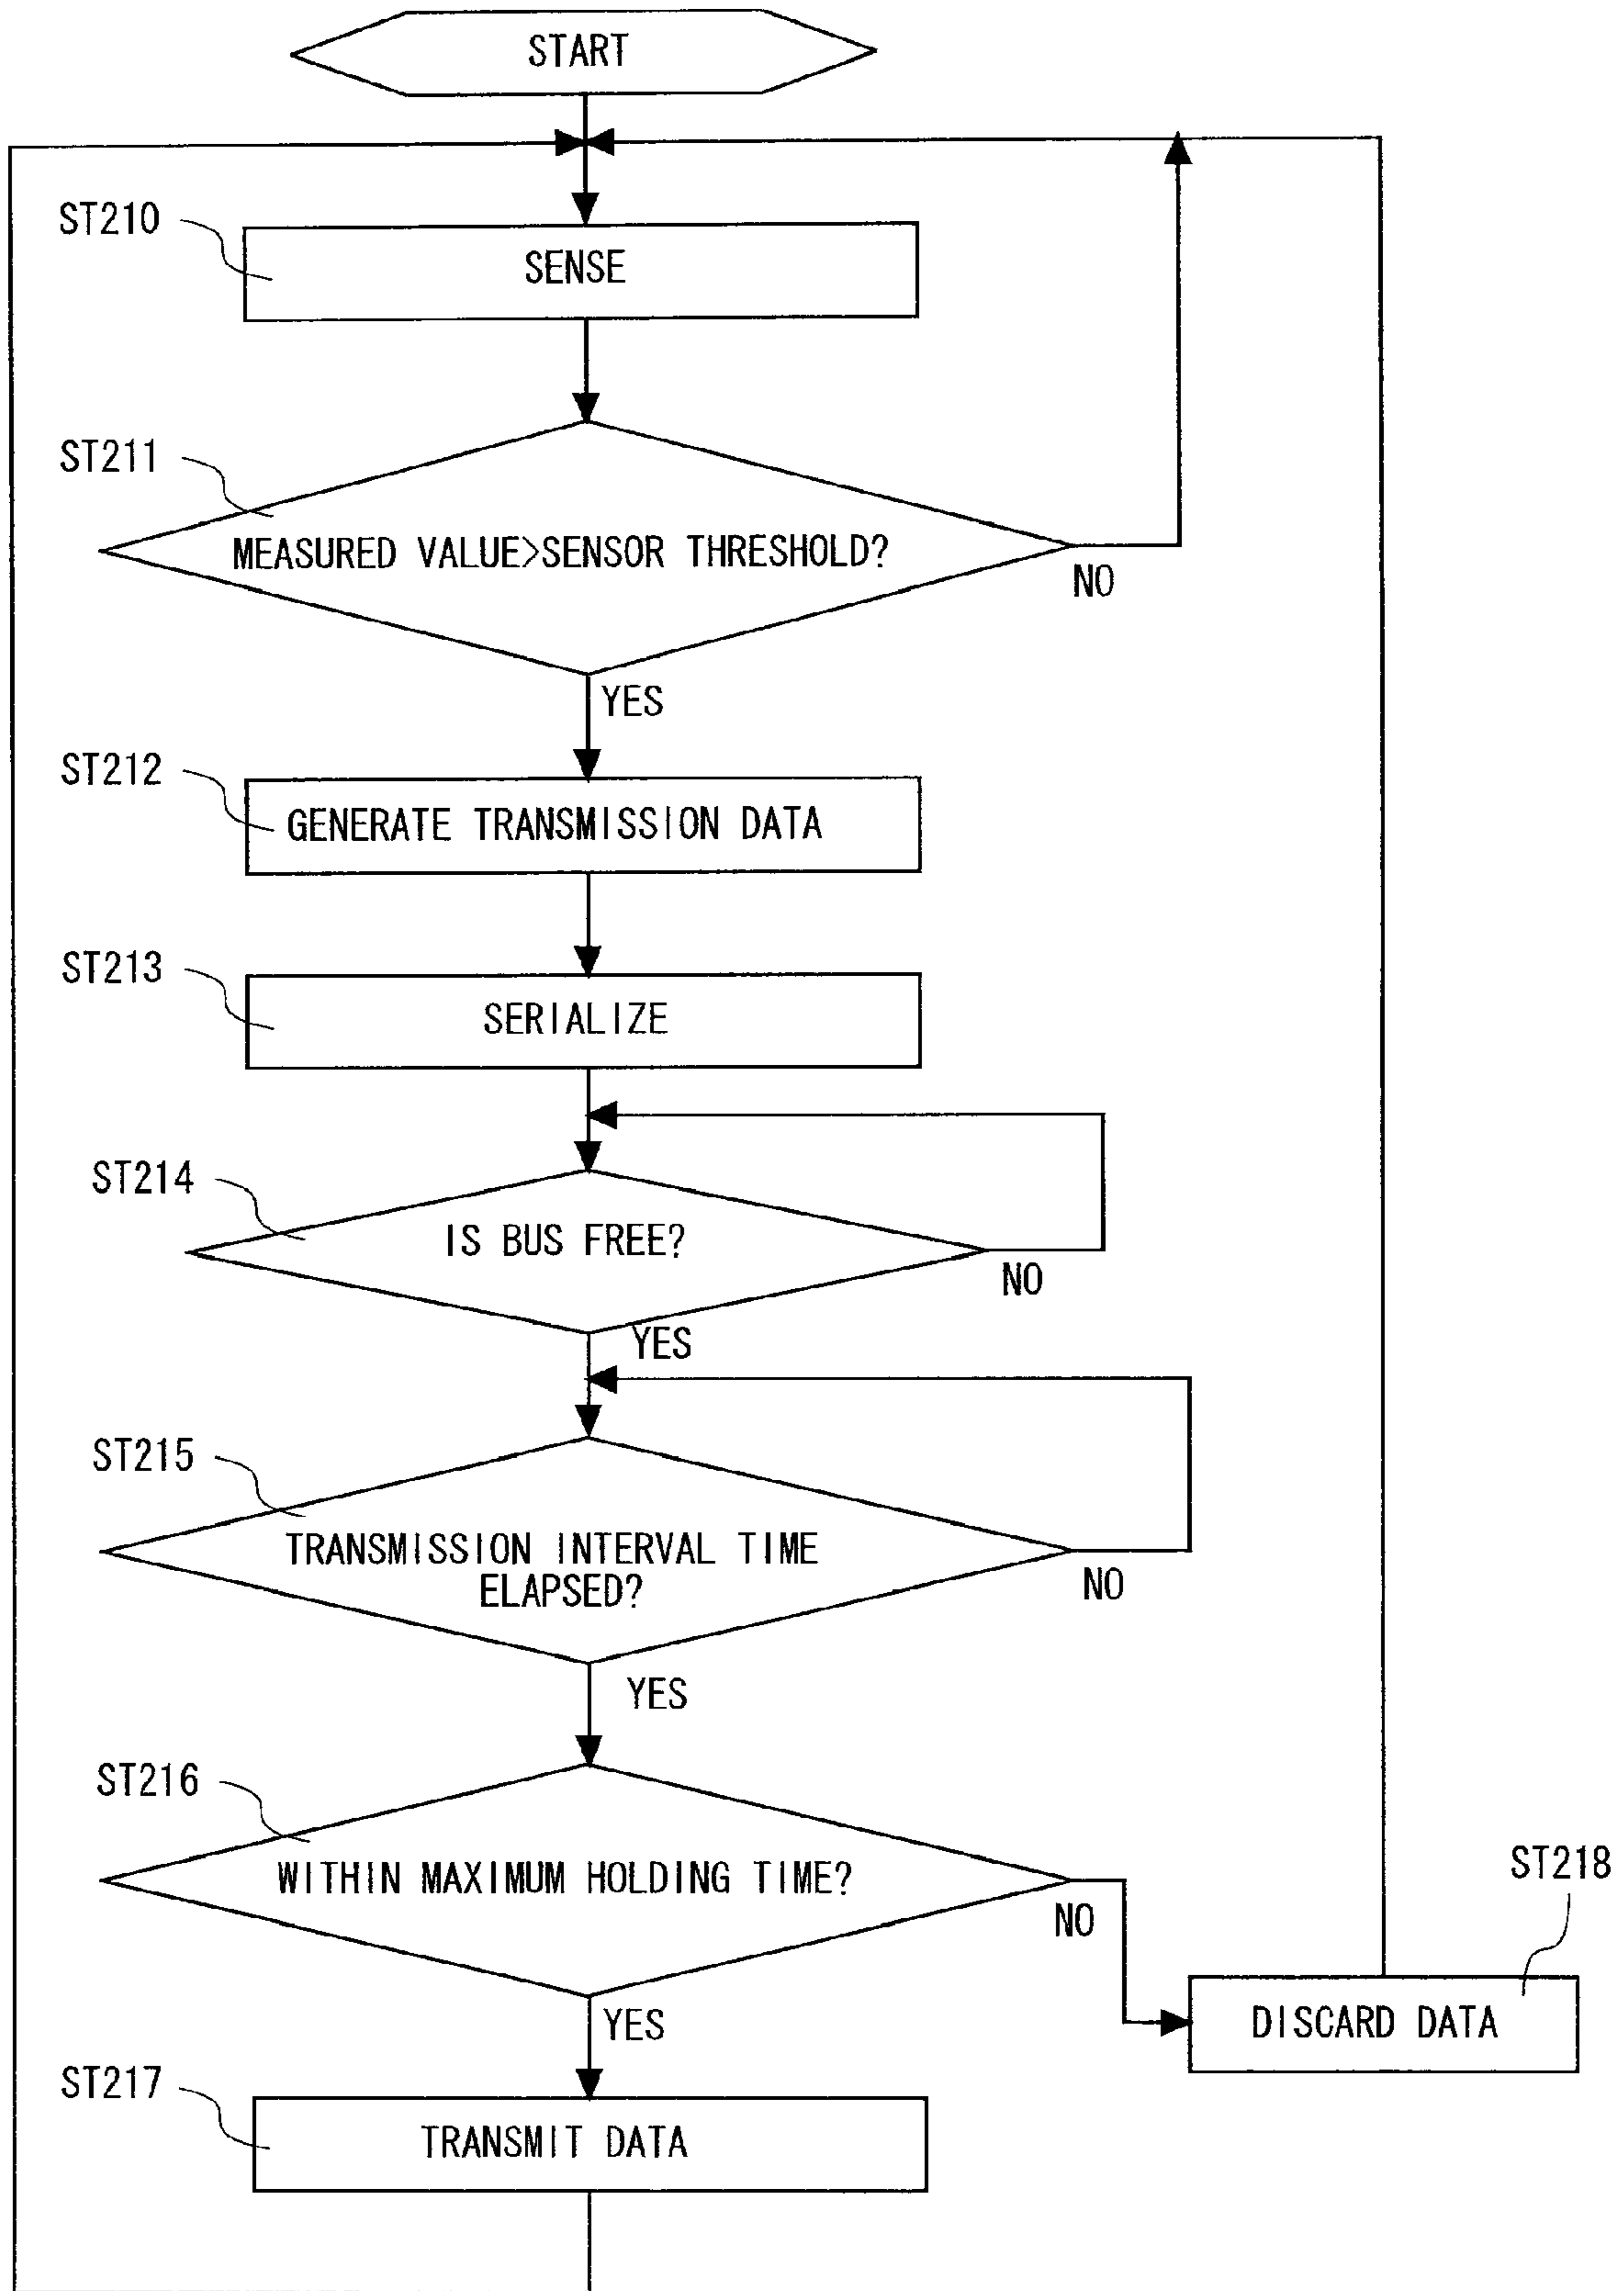 START
ST210
SENSE
ST211
MEASURED VALUE>SENSOR THRESHOLD?
NO
YES
ST212
GENERATE TRANSMISSION DATA
ST213
SERIALIZE
ST214
IS BUS FREE?
NO
YES
ST215
TRANSMISSION INTERVAL TIME
ELAPSED?
NO
YES
ST216
WITHIN MAXIMUM HOLDING TIME?
NO
ST218
DISCARD DATA
YES
ST217
TRANSMIT DATA